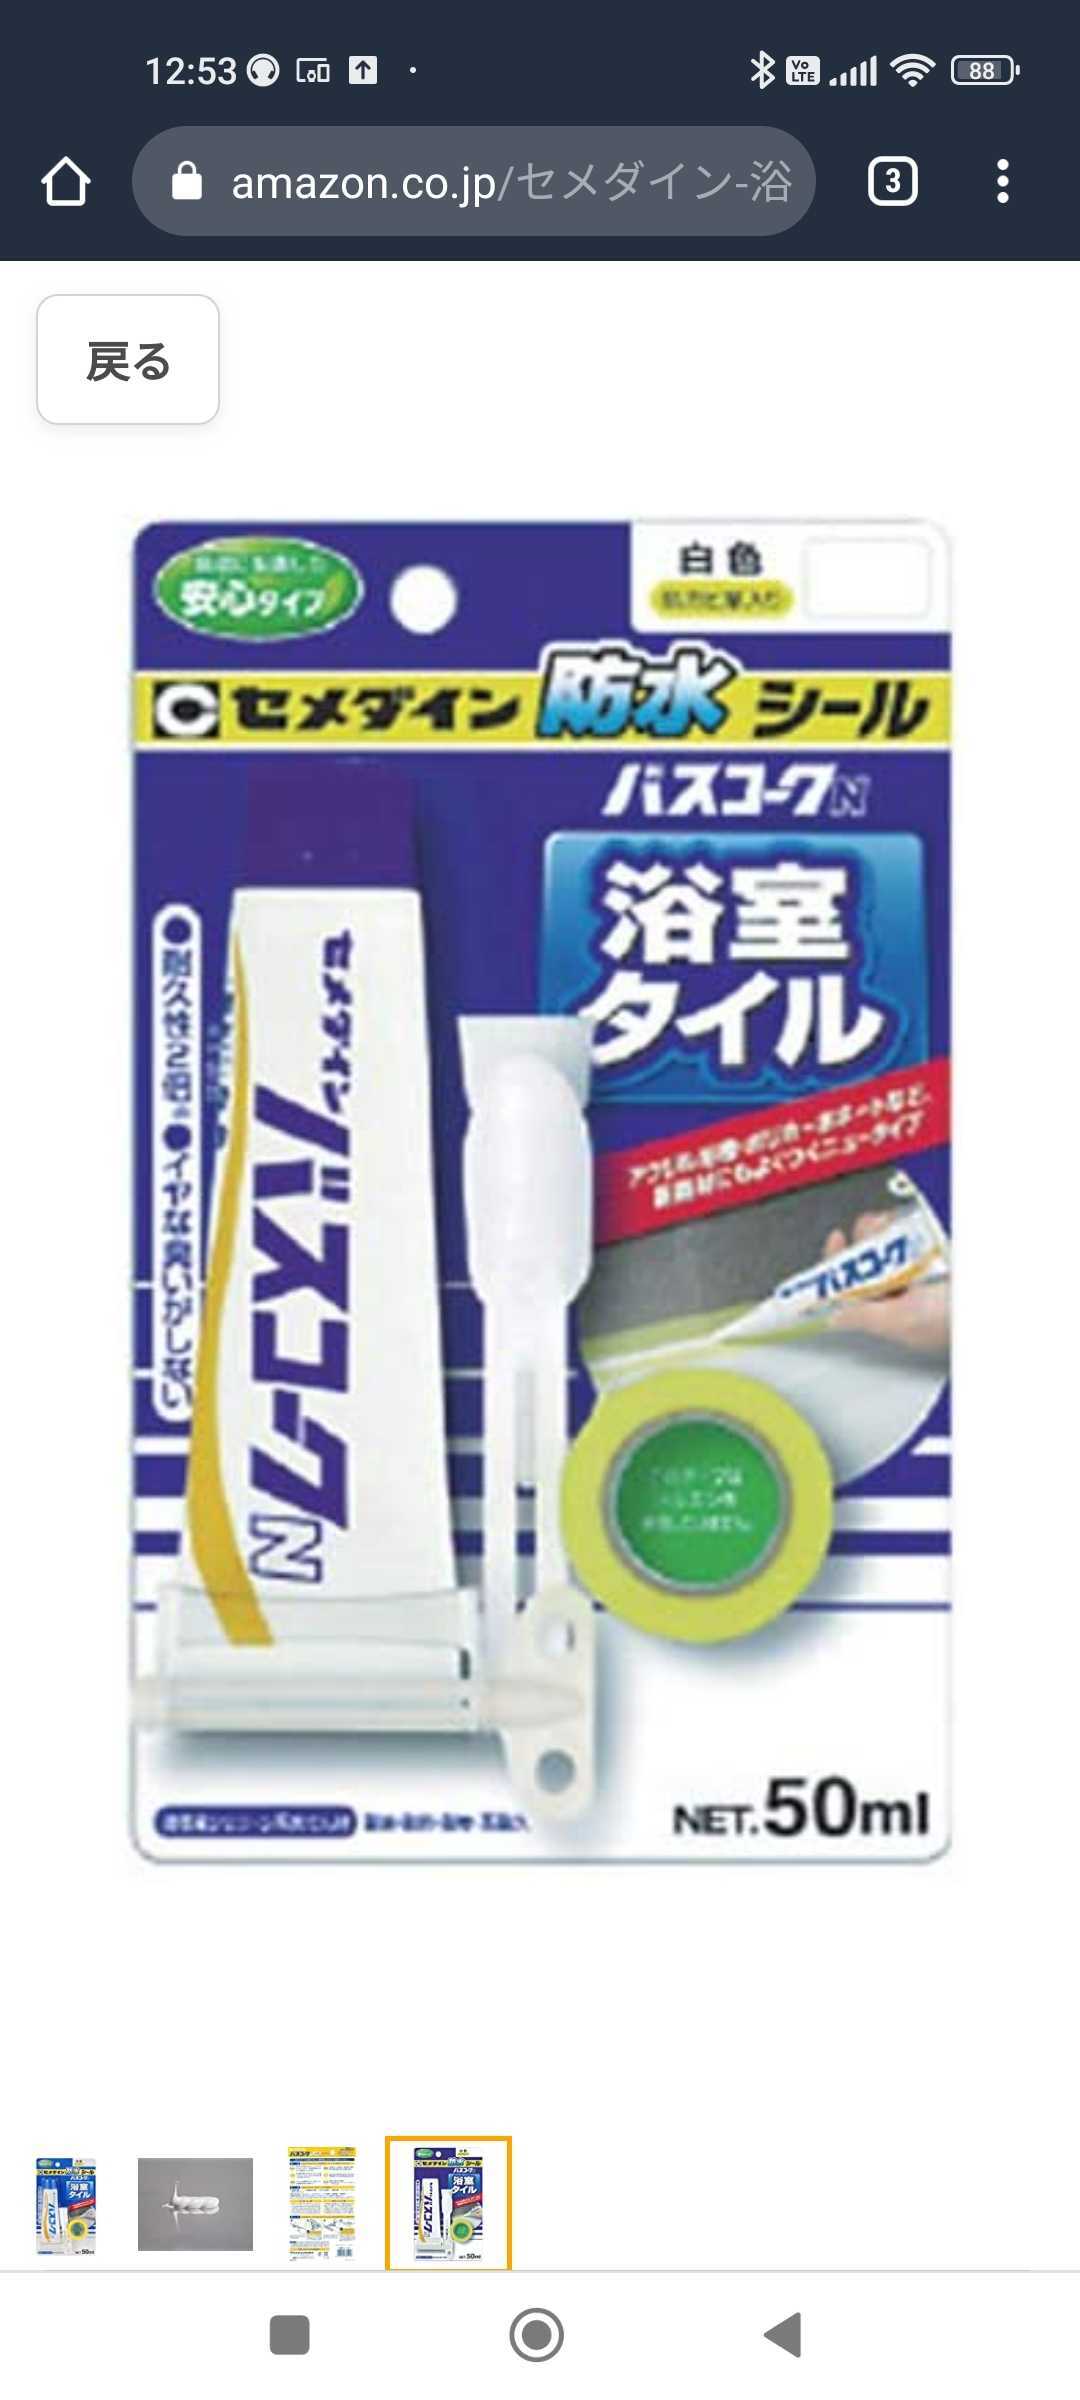 12:53
Vo LTE
88
amazon.co.jp/セメダイン-浴
3
戻る
安心タイプ
白色
セメダイン 防水 シール
バスコークN
浴室
タイル
●耐久性2倍 ●イヤな臭いがしない
セメダイン
バスコークN
アクリル浴槽・ポリカーボネートなど、
新商材にもよくつくニュータイプ
バスコーク
NET.50ml